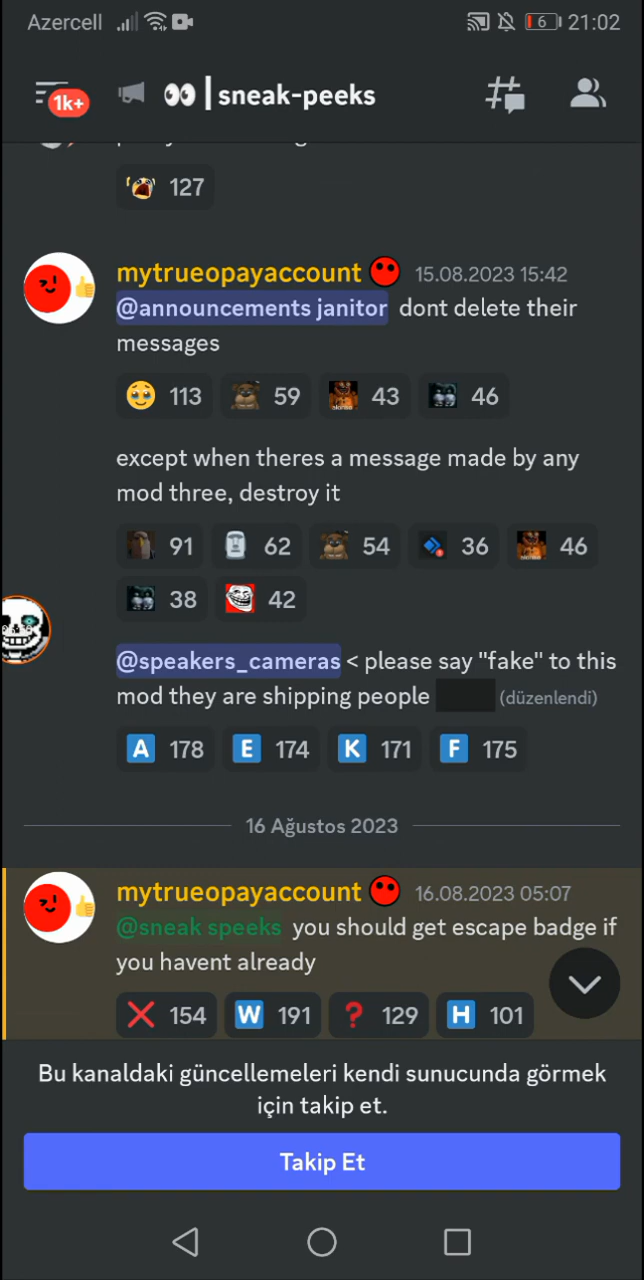 Azercell 6 21:02
1k+ | sneak-peeks
127
mytrueopayaccount 15.08.2023 15:42
@announcements janitor dont delete their
messages
113 59 43 46
except when theres a message made by any
mod three, destroy it
91 62 54 36 46
38 42
@speakers_cameras < please say "fake" to this
mod they are shipping people (düzenlendi)
A 178 E 174 K 171 F 175
16 Ağustos 2023
mytrueopayaccount 16.08.2023 05:07
@sneak speeks you should get escape badge if
you havent already
154 W 191 ? 129 H 101
Bu kanaldaki güncellemeleri kendi sunucunda görmek
için takip et.
Takip Et